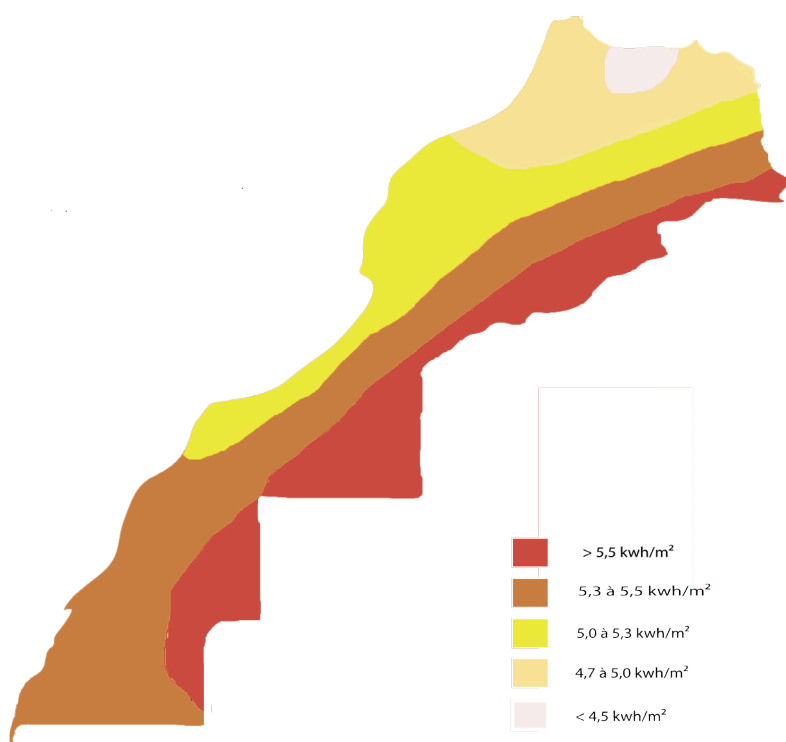 > 5,5 kwh/m²
5,3 à 5,5 kwh/m²
5,0 à 5,3 kwh/m²
4,7 à 5,0 kwh/m²
< 4,5 kwh/m²